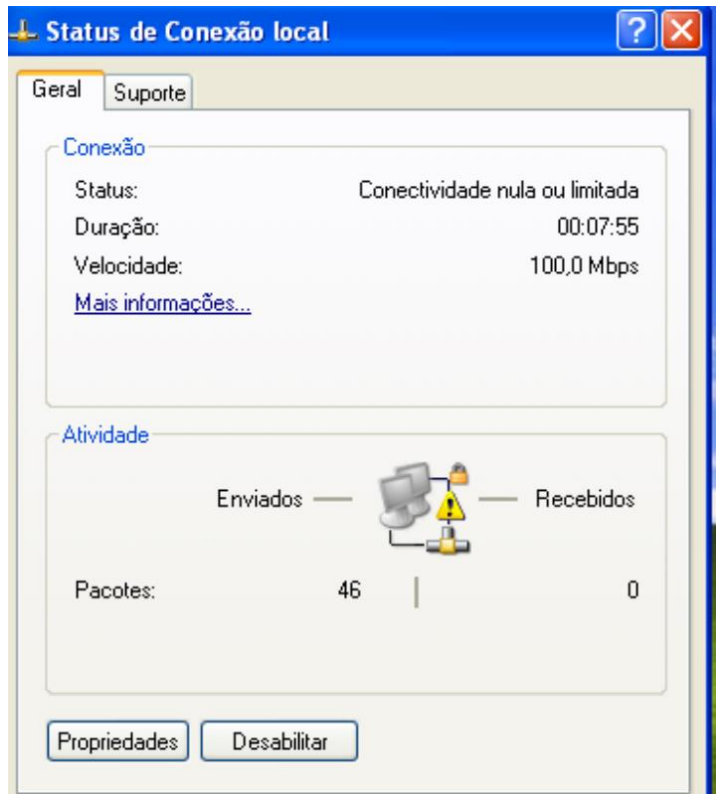 Status de Conexão local
Geral Suporte
Conexão
Status: Conectividade nula ou limitada
Duração: 00:07:55
Velocidade: 100,0 Mbps
Mais informações...
Atividade
Enviados Recebidos
Pacotes: 46 0
Propriedades Desabilitar